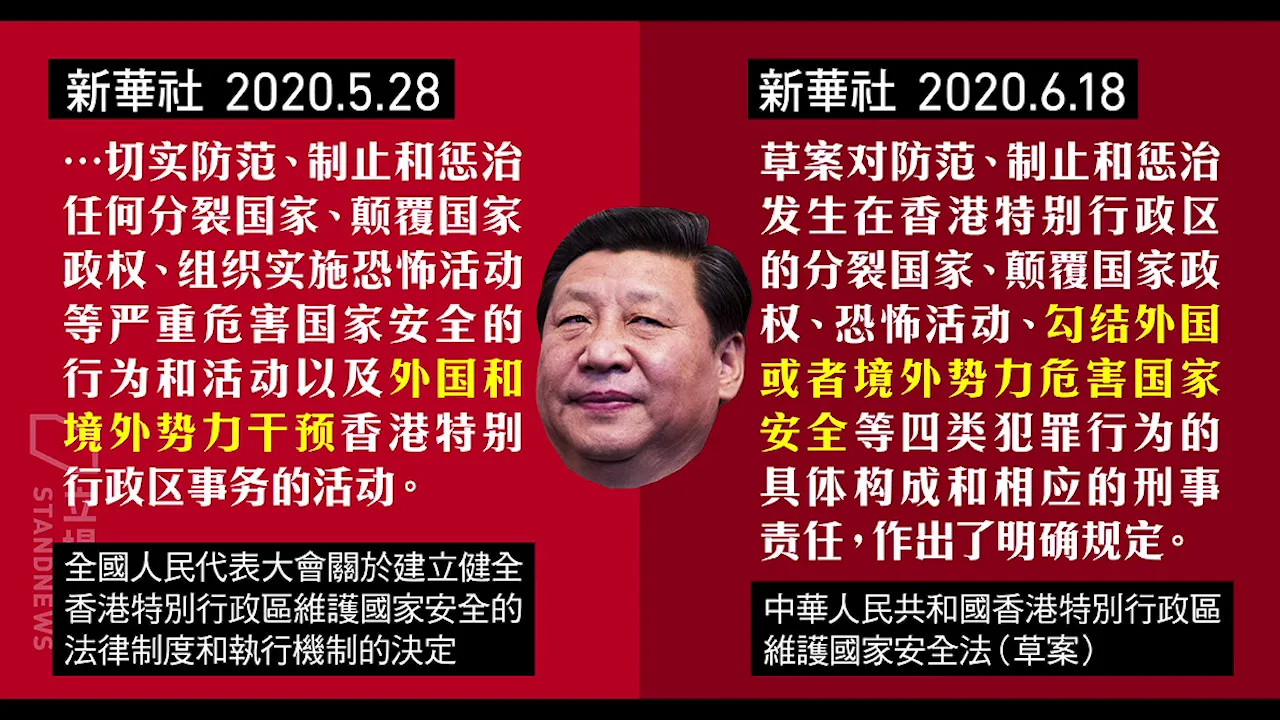 新華社 2020.5.28
…切实防范、制止和惩治
任何分裂国家、颠覆国家
政权、组织实施恐怖活动
等严重危害国家安全的
行为和活动以及外国和
境外势力干预香港特别
行政区事务的活动。
全國人民代表大會關於建立健全
香港特別行政區維護國家安全的
法律制度和執行機制的決定
新華社 2020.6.18
草案对防范、制止和惩治
发生在香港特别行政区
的分裂国家、颠覆国家政
权、恐怖活动、勾结外国
或者境外势力危害国家
安全等四类犯罪行为的
具体构成和相应的刑事
责任，作出了明确规定。
中華人民共和國香港特別行政區
維護國家安全法（草案）
STANDNEWS